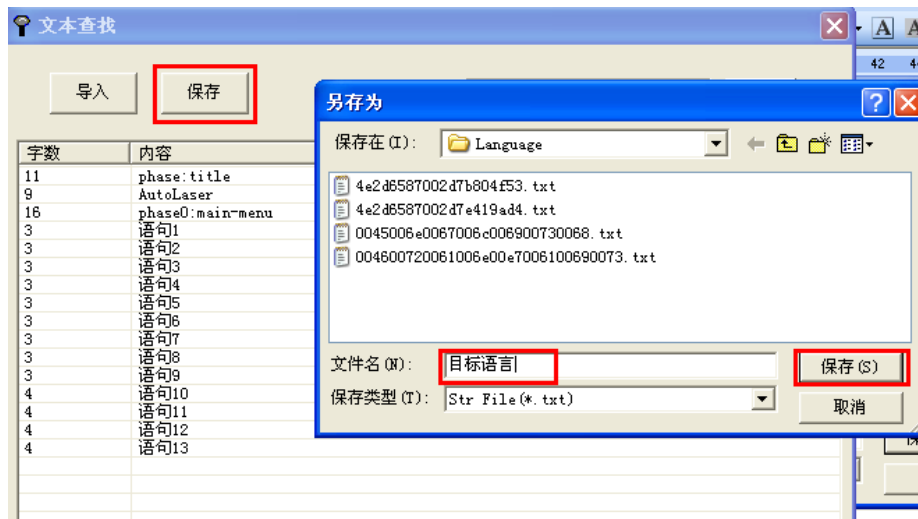 文本查找
42
导入
保存
另存为
保存在(I):
Language
字数
内容
11 phase:title
9 AutoLaser
16 phase0:main-menu
3 语句1
3 语句2
3 语句3
3 语句4
3 语句5
3 语句6
3 语句7
3 语句8
3 语句9
4 语句10
4 语句11
4 语句12
4 语句13
4e2d6587002d7b804f53.txt
4e2d6587002d7e419ad4.txt
0045006e0067006c006900730068.txt
004600720061006e00e7006100690073.txt
文件名(N):
目标语言
保存(S)
保存类型(T):
Str File(*.txt)
取消